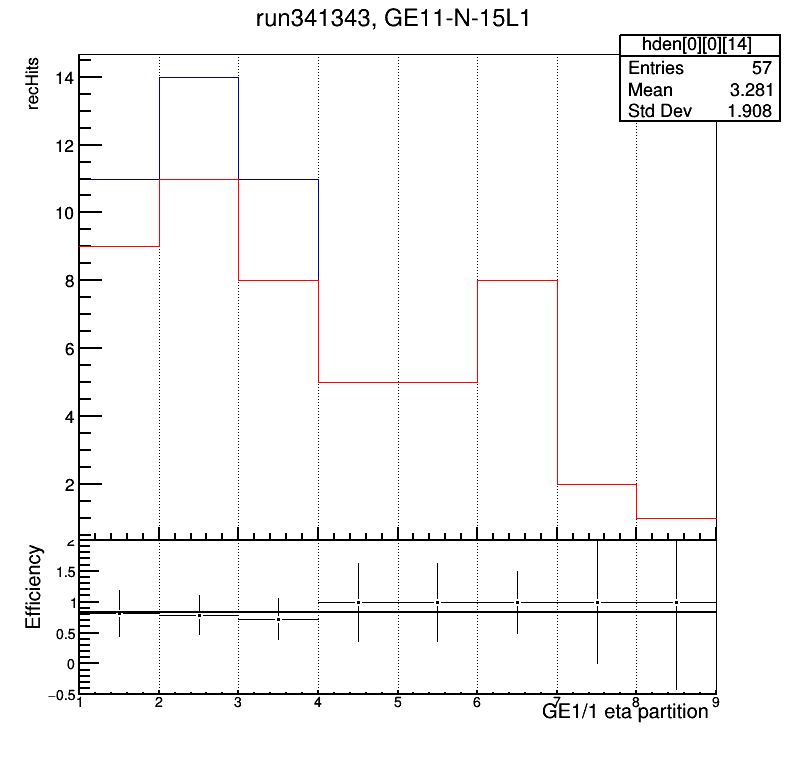 run341343, GE11-N-15L1
hden[0][0][14]
Entries 57
Mean 3.281
Std Dev 1.908
recHits
14
12
10
8
6
4
2
Efficiency
2
1.5
1
0.5
0
−0.5
1 2 3 4 5 6 7 8 9
GE1/1 eta partition